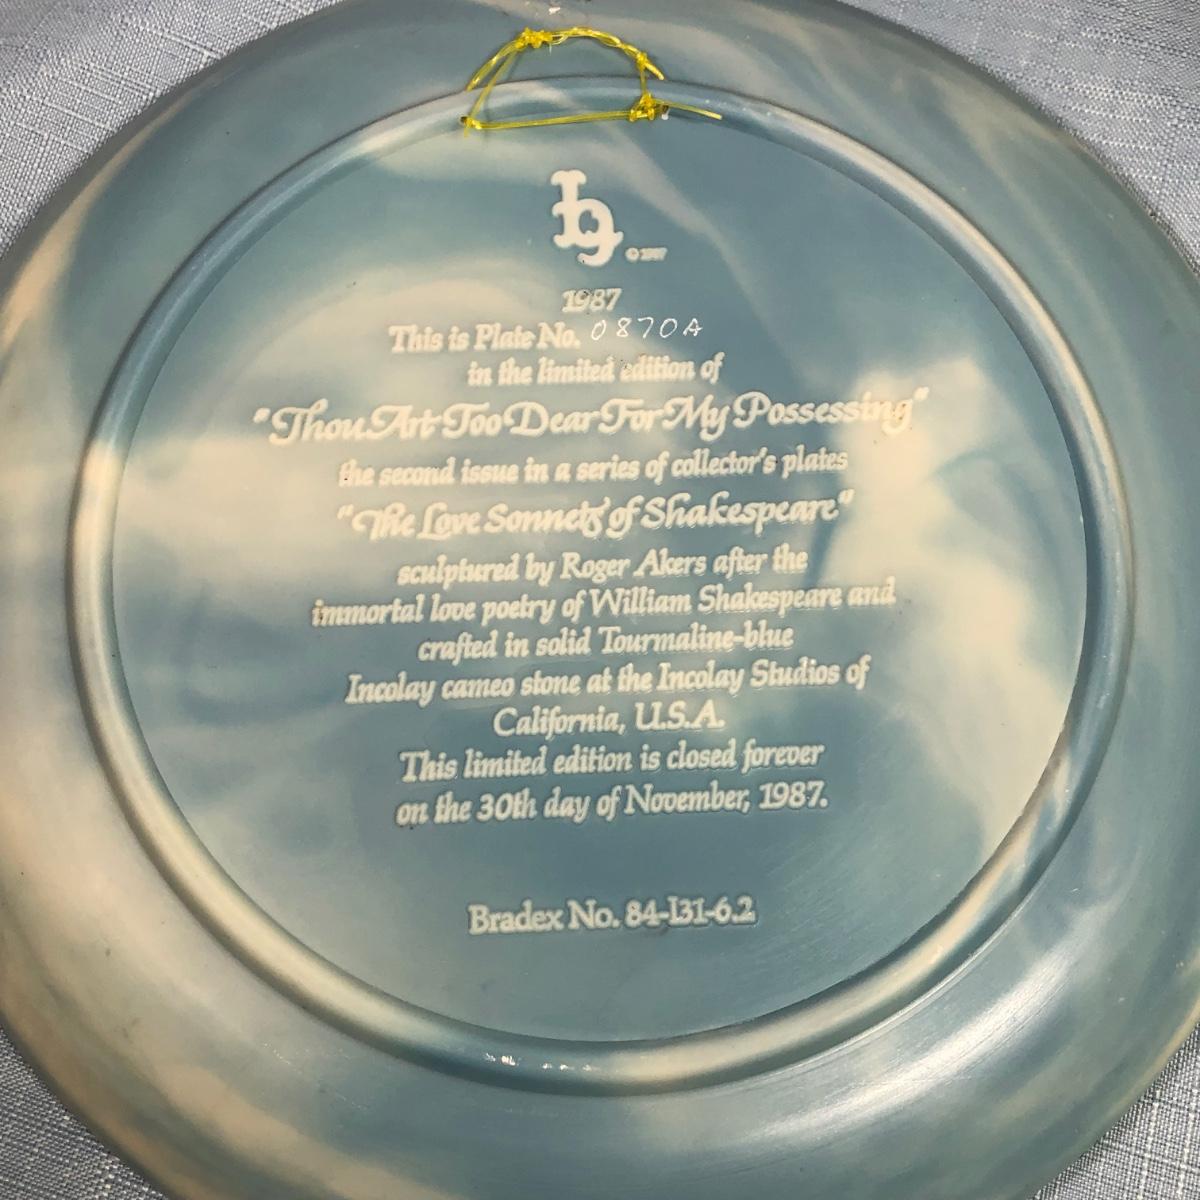 © 1987
1987
This is Plate No. 0870A
in the limited edition of
"Thou Art Too Dear For My Possessing"
the second issue in a series of collector's plates
"The Love Sonnets of Shakespeare"
sculptured by Roger Akers after the
immortal love poetry of William Shakespeare and
crafted in solid Tourmaline-blue
Incolay cameo stone at the Incolay Studios of
California, U.S.A.
This limited edition is closed forever
on the 30th day of November, 1987.
Bradex No. 84-I31-6.2